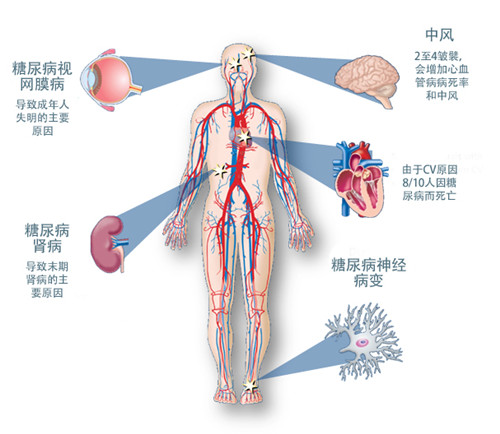 糖尿病视
网膜病
导致成年人
失明的主要
原因
中风
2至4皱襞,
会增加心血
管病病死率
和中风
由于CV原因
8/10人因糖
尿病而死亡
糖尿病
肾病
导致末期
肾病的主
要原因
糖尿病神经
病变